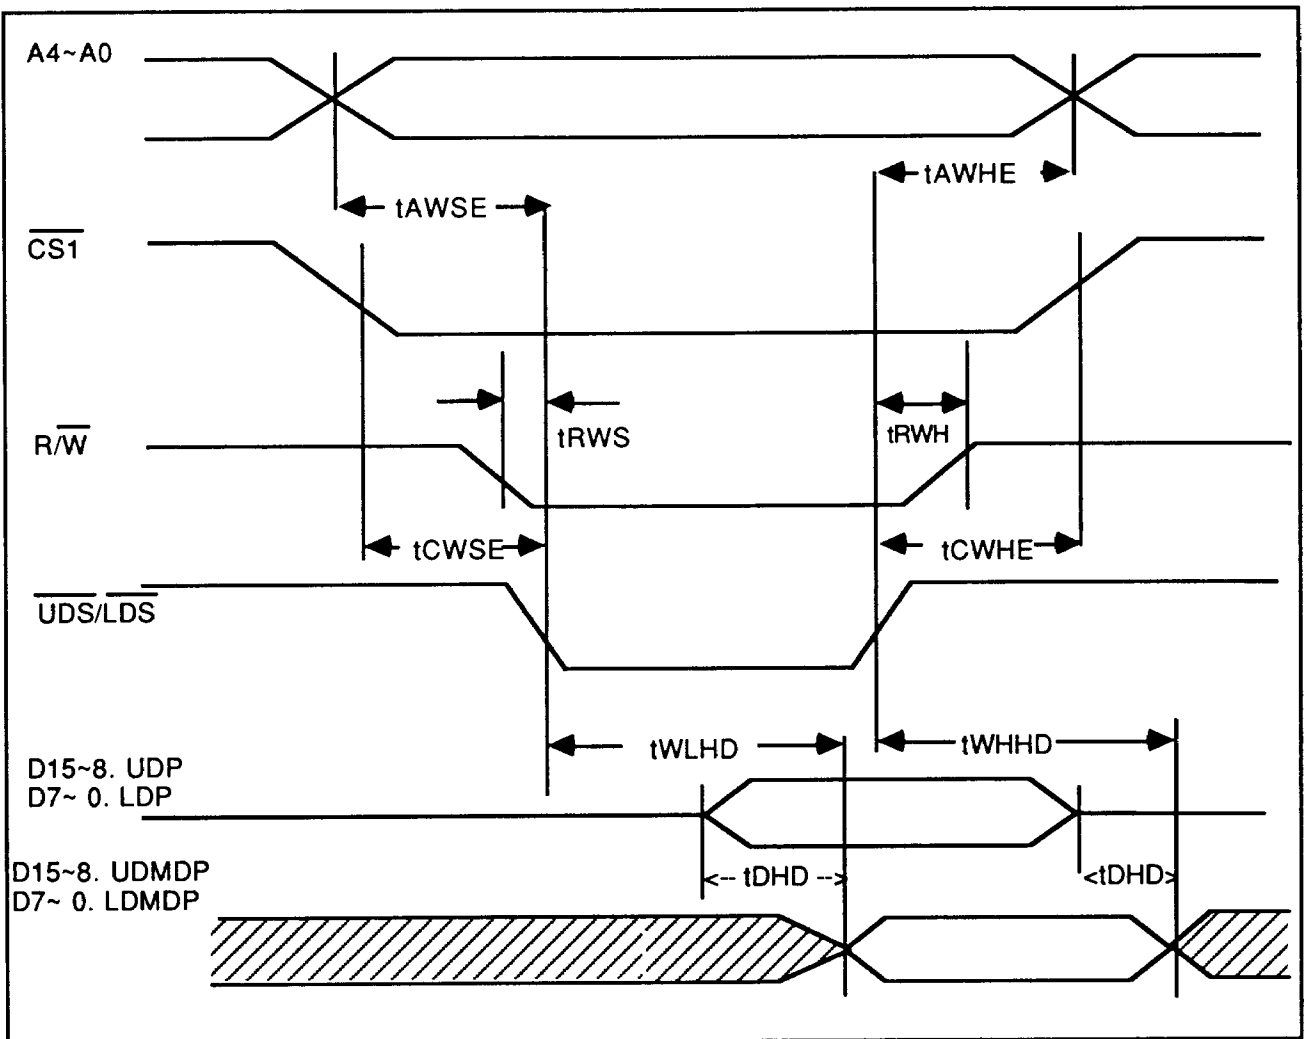 A4~A0
tAWHE
tAWSE
CS1
tRWS
tRWH
R/W
tCWSE
tCWHE
UDS/LDS
tWLHD
tWHHD
D15~8. UDP
D7~ 0. LDP
D15~8. UDMDP
D7~ 0. LDMDP
<-- tDHD -->
<tDHD>